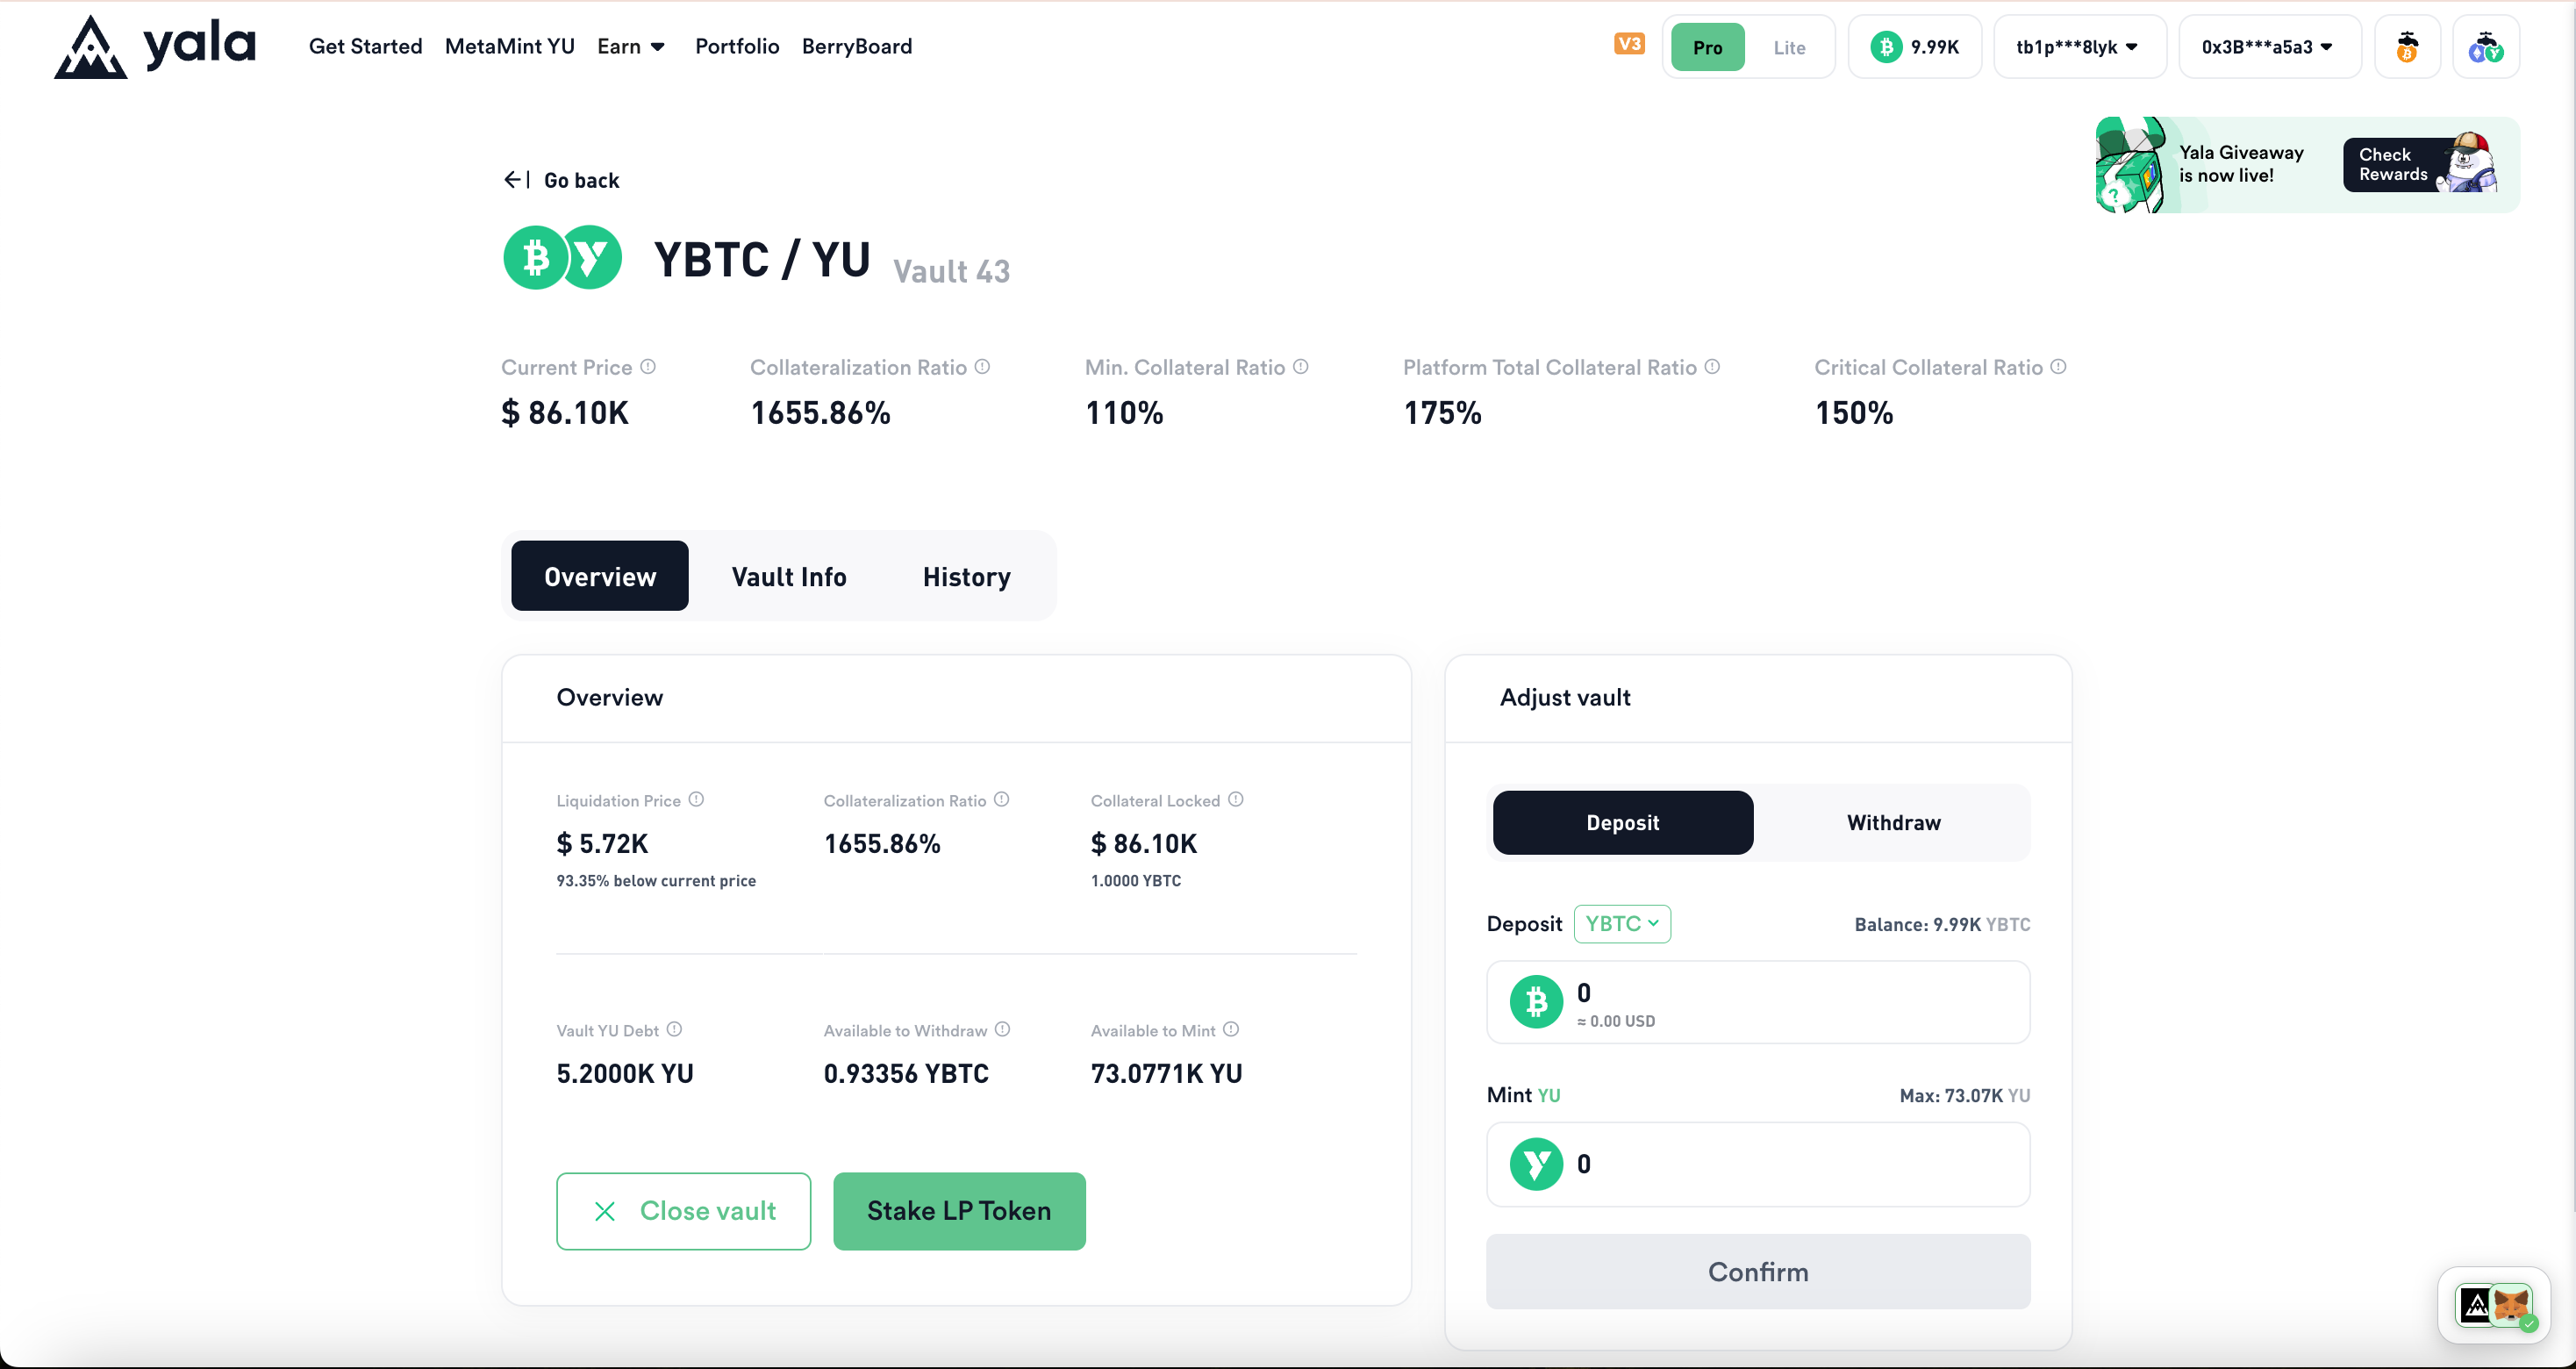 yala
Get Started
MetaMint YU
Earn
Portfolio
BerryBoard
V3
Pro
Lite
9.99K
tb1p***8lyk
0x3B***a5a3
Yala Giveaway
is now live!
Check
Rewards
Go back
YBTC / YU Vault 43
Current Price
$ 86.10K
Collateralization Ratio
1655.86%
Min. Collateral Ratio
110%
Platform Total Collateral Ratio
175%
Critical Collateral Ratio
150%
Overview
Vault Info
History
Overview
Liquidation Price
$ 5.72K
93.35% below current price
Collateralization Ratio
1655.86%
Collateral Locked
$ 86.10K
1.0000 YBTC
Vault YU Debt
5.2000K YU
Available to Withdraw
0.93356 YBTC
Available to Mint
73.0771K YU
Close vault
Stake LP Token
Adjust vault
Deposit
Withdraw
Deposit YBTC
Balance: 9.99K YBTC
0
≈ 0.00 USD
Mint YU
Max: 73.07K YU
0
Confirm